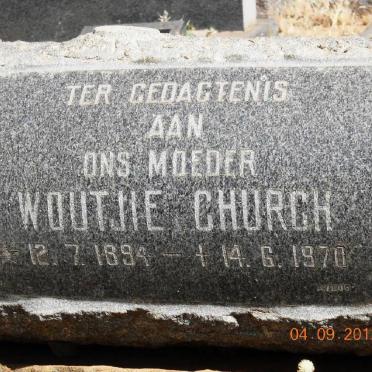 TER GEDAGTENIS
AAN
ONS MOEDER
WOUTJIE CHURCH
* 12.7.1894 — † 14.6.1970
04.09.201